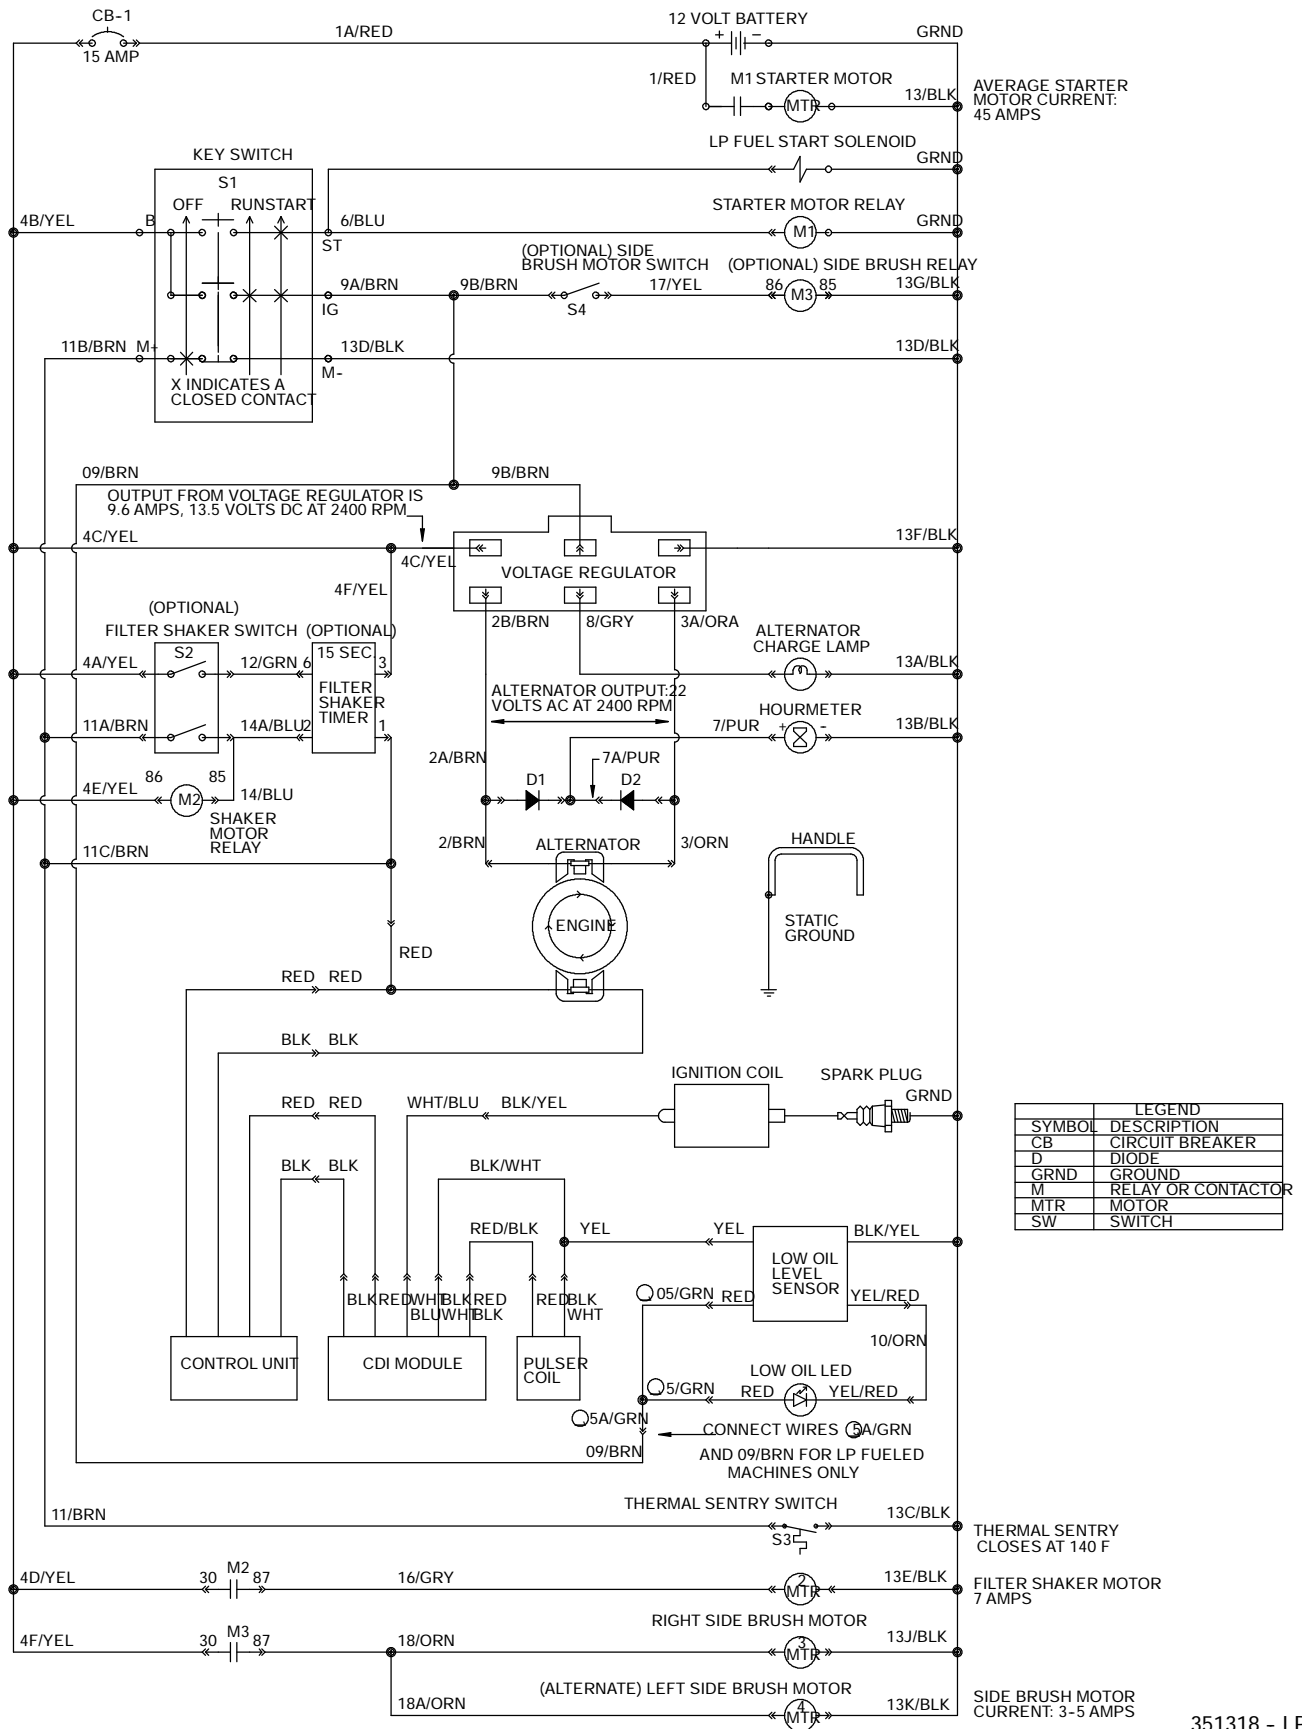 CB-1
15 AMP
1A/RED
12 VOLT BATTERY
+ -
GRND
1/RED
M1 STARTER MOTOR
MTR
13/BLK
AVERAGE STARTER
MOTOR CURRENT:
45 AMPS
LP FUEL START SOLENOID
GRND
KEY SWITCH
S1
OFF RUN START
4B/YEL
B
6/BLU
ST
STARTER MOTOR RELAY
M1
GRND
(OPTIONAL) SIDE
BRUSH MOTOR SWITCH
(OPTIONAL) SIDE BRUSH RELAY
9A/BRN
IG
9B/BRN
S4
17/YEL
86 M3 85
13G/BLK
11B/BRN
M+
13D/BLK
M-
13D/BLK
X INDICATES A
CLOSED CONTACT
09/BRN
9B/BRN
OUTPUT FROM VOLTAGE REGULATOR IS
9.6 AMPS, 13.5 VOLTS DC AT 2400 RPM
4C/YEL
4C/YEL
13F/BLK
VOLTAGE REGULATOR
4F/YEL
2B/BRN
8/GRY
3A/ORA
(OPTIONAL)
FILTER SHAKER SWITCH
(OPTIONAL)
S2
15 SEC.
FILTER
SHAKER
TIMER
4A/YEL
12/GRN 6
3
ALTERNATOR
CHARGE LAMP
13A/BLK
ALTERNATOR OUTPUT:22
VOLTS AC AT 2400 RPM
11A/BRN
14A/BLU 2
1
HOURMETER
7/PUR
+ -
13B/BLK
2A/BRN
7A/PUR
D1
D2
4E/YEL
86 M2 85
14/BLU
SHAKER
MOTOR
RELAY
11C/BRN
2/BRN
ALTERNATOR
3/ORN
ENGINE
HANDLE
STATIC
GROUND
RED
RED RED
BLK BLK
IGNITION COIL
SPARK PLUG
GRND
RED RED
WHT/BLU
BLK/YEL
BLK BLK
BLK/WHT
RED/BLK
YEL
YEL
BLK/YEL
LOW OIL
LEVEL
SENSOR
LEGEND
SYMBOL DESCRIPTION
CB CIRCUIT BREAKER
D DIODE
GRND GROUND
M RELAY OR CONTACTOR
MTR MOTOR
SW SWITCH
BLK RED WHT BLK RED
BLU WHT BLK
RED BLK
WHT
05/GRN
RED
YEL/RED
10/ORN
CONTROL UNIT
CDI MODULE
PULSER
COIL
LOW OIL LED
5/GRN
RED
YEL/RED
5A/GRN
CONNECT WIRES 5A/GRN
AND 09/BRN FOR LP FUELED
MACHINES ONLY
09/BRN
11/BRN
THERMAL SENTRY SWITCH
S3
13C/BLK
THERMAL SENTRY
CLOSES AT 140 F
4D/YEL
30 M2 87
16/GRY
2
MTR
13E/BLK
FILTER SHAKER MOTOR
7 AMPS
4F/YEL
30 M3 87
18/ORN
RIGHT SIDE BRUSH MOTOR
3
MTR
13J/BLK
18A/ORN
(ALTERNATE) LEFT SIDE BRUSH MOTOR
4
MTR
13K/BLK
SIDE BRUSH MOTOR
CURRENT: 3-5 AMPS
351318 -